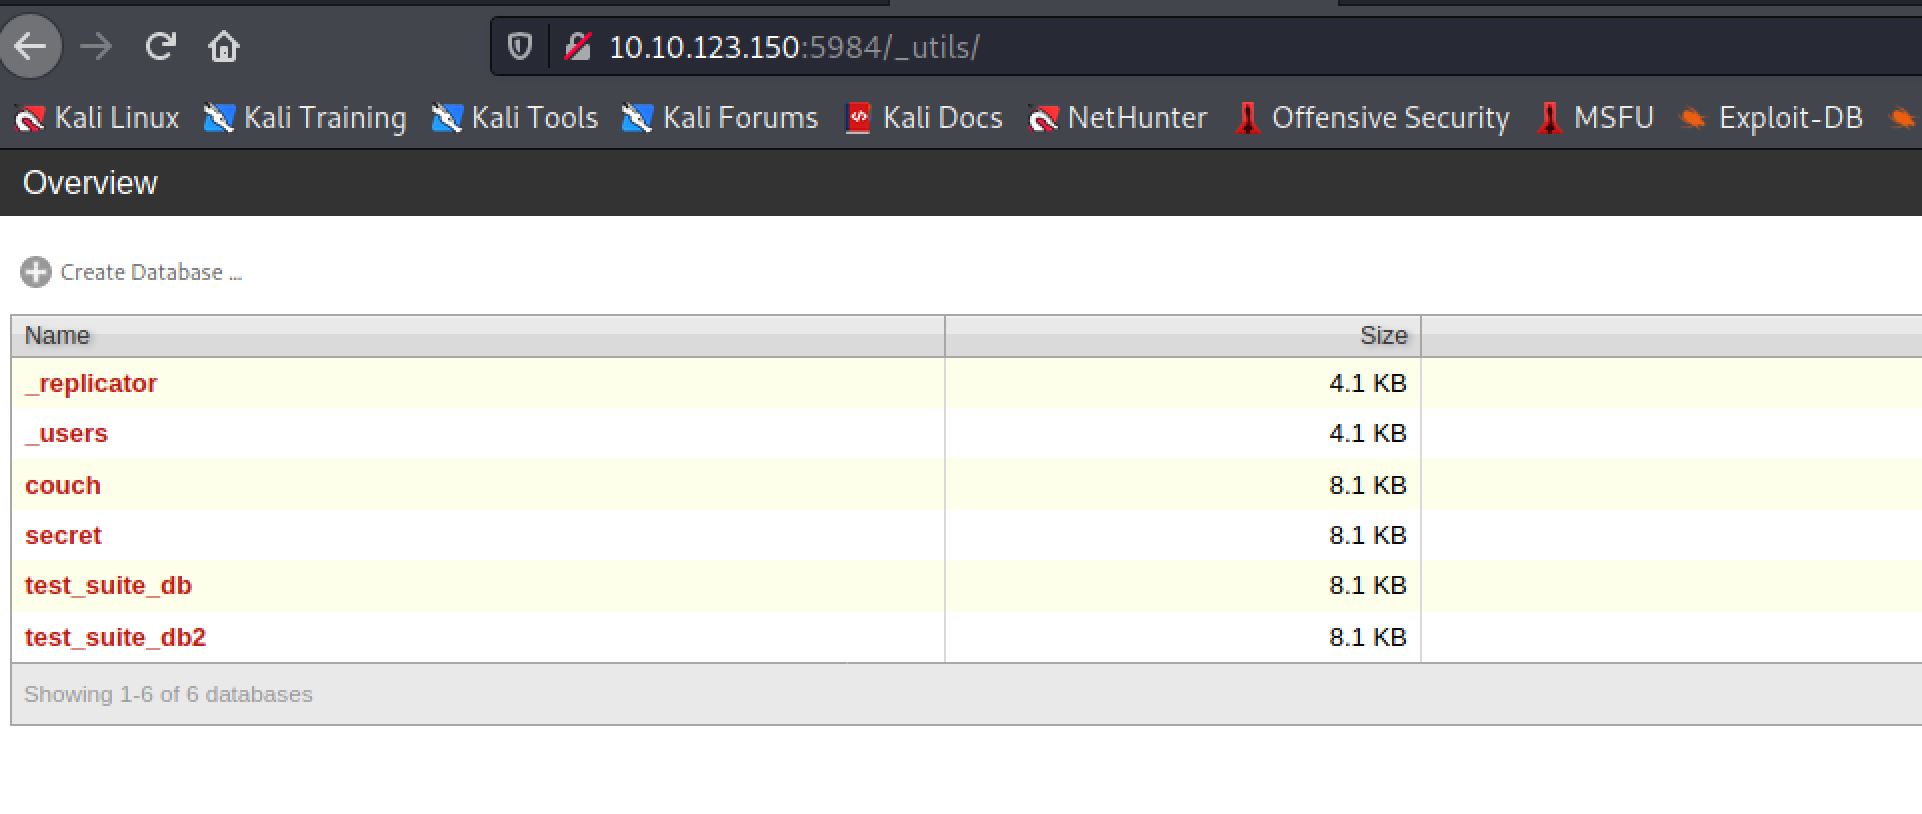 10.10.123.150:5984/_utils/
Kali Linux Kali Training Kali Tools Kali Forums Kali Docs NetHunter Offensive Security MSFU Exploit-DB
Overview
Create Database ...
Name Size
_replicator 4.1 KB
_users 4.1 KB
couch 8.1 KB
secret 8.1 KB
test_suite_db 8.1 KB
test_suite_db2 8.1 KB
Showing 1-6 of 6 databases